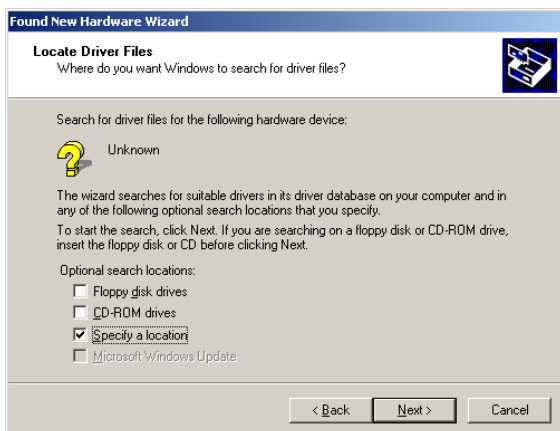 Found New Hardware Wizard
Locate Driver Files
Where do you want Windows to search for driver files?
Search for driver files for the following hardware device:
Unknown
The wizard searches for suitable drivers in its driver database on your computer and in
any of the following optional search locations that you specify.
To start the search, click Next. If you are searching on a floppy disk or CD-ROM drive,
insert the floppy disk or CD before clicking Next.
Optional search locations:
Floppy disk drives
CD-ROM drives
Specify a location
Microsoft Windows Update
< Back Next > Cancel